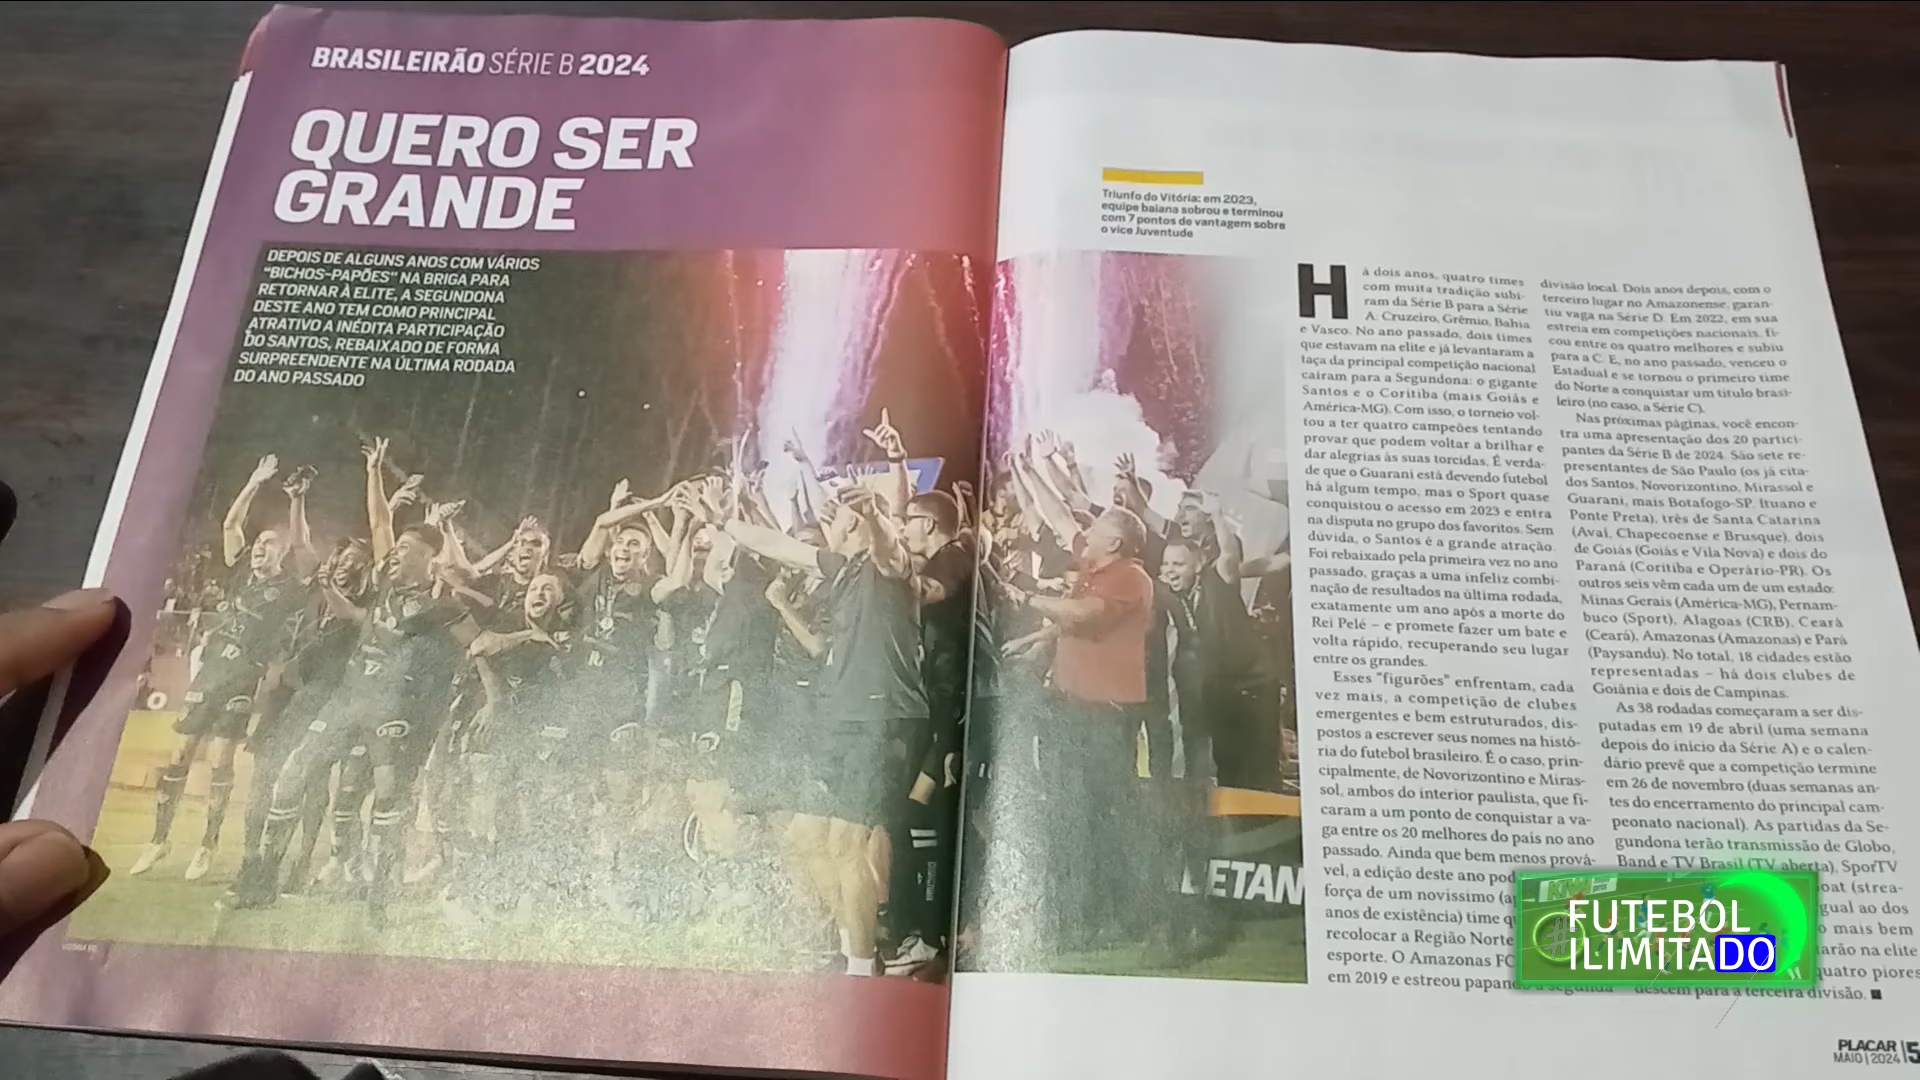 BRASILEIRÃO SÉRIE B 2024
QUERO SER
GRANDE
DEPOIS DE ALGUNS ANOS COM VÁRIOS
"BICHOS-PAPÕES" NA BRIGA PARA
RETORNAR À ELITE, A SEGUNDONA
DESTE ANO TEM COMO PRINCIPAL
ATRATIVO A INÉDITA PARTICIPAÇÃO
DO SANTOS, REBAIXADO DE FORMA
SURPREENDENTE NA ÚLTIMA RODADA
DO ANO PASSADO
Triunfo do Vitória: em 2023,
equipe baiana sobrou e terminou
com 7 pontos de vantagem sobre
o vice Juventude
Há dois anos, quatro times
com muita tradição subi-
ram da Série B para a Série
A: Cruzeiro, Grêmio, Bahia
e Vasco. No ano passado, dois times
que estavam na elite e já levantaram a
taça da principal competição nacional
caíram para a Segundona: o gigante
Santos e o Coritiba (mais Goiás e
América-MG). Com isso, o torneio vol-
tou a ter quatro campeões tentando
provar que podem voltar a brilhar e
dar alegrias às suas torcidas. É verda-
de que o Guarani está devendo futebol
há algum tempo, mas o Sport quase
conquistou o acesso em 2023 e entra
na disputa no grupo dos favoritos. Sem
dúvida, o Santos é a grande atração.
Foi rebaixado pela primeira vez no ano
passado, graças a uma infeliz combi-
nação de resultados na última rodada,
exatamente um ano após a morte do
Rei Pelé – e promete fazer um bate e
volta rápido, recuperando seu lugar
entre os grandes.
Esses "figurões" enfrentam, cada
vez mais, a competição de clubes
emergentes e bem estruturados, dis-
postos a escrever seus nomes na histó-
ria do futebol brasileiro. É o caso, prin-
cipalmente, de Novorizontino e Miras-
sol, ambos do interior paulista, que fi-
caram a um ponto de conquistar a va-
ga entre os 20 melhores do país no ano
passado. Ainda que bem menos prová-
vel, a edição deste ano pod
força de um novíssimo (a
anos de existência) time q
recolocar a Região Norte
esporte. O Amazonas FC
em 2019 e estreou papando a segunda
divisão local. Dois anos depois, com o
terceiro lugar no Amazonense, garan-
tiu vaga na Série D. Em 2022, em sua
estreia em competições nacionais, fi-
cou entre os quatro melhores e subiu
para a C. E, no ano passado, venceu o
Estadual e se tornou o primeiro time
do Norte a conquistar um título brasi-
leiro (no caso, a Série C).
Nas próximas páginas, você encon-
tra uma apresentação dos 20 partici-
pantes da Série B de 2024. São sete re-
presentantes de São Paulo (os já cita-
dos Santos, Novorizontino, Mirassol e
Guarani, mais Botafogo-SP, Ituano e
Ponte Preta), três de Santa Catarina
(Avaí, Chapecoense e Brusque), dois
de Goiás (Goiás e Vila Nova) e dois do
Paraná (Coritiba e Operário-PR). Os
outros seis vêm cada um de um estado:
Minas Gerais (América-MG), Pernam-
buco (Sport), Alagoas (CRB), Ceará
(Ceará), Amazonas (Amazonas) e Pará
(Paysandu). No total, 18 cidades estão
representadas – há dois clubes de
Goiânia e dois de Campinas.
As 38 rodadas começaram a ser dis-
putadas em 19 de abril (uma semana
depois do início da Série A) e o calen-
dário prevê que a competição termine
em 26 de novembro (duas semanas an-
tes do encerramento do principal cam-
peonato nacional). As partidas da Se-
gundona terão transmissão de Globo,
Band e TV Brasil (TV aberta), SporTV
oat (strea-
gual ao dos
o mais bem
tarão na elite
quatro piores
descem para a terceira divisão. ■
ETAN
VITÓRIA FC
FUTEBOL
ILIMITADO
PLACAR
MAIO | 2024 | 5